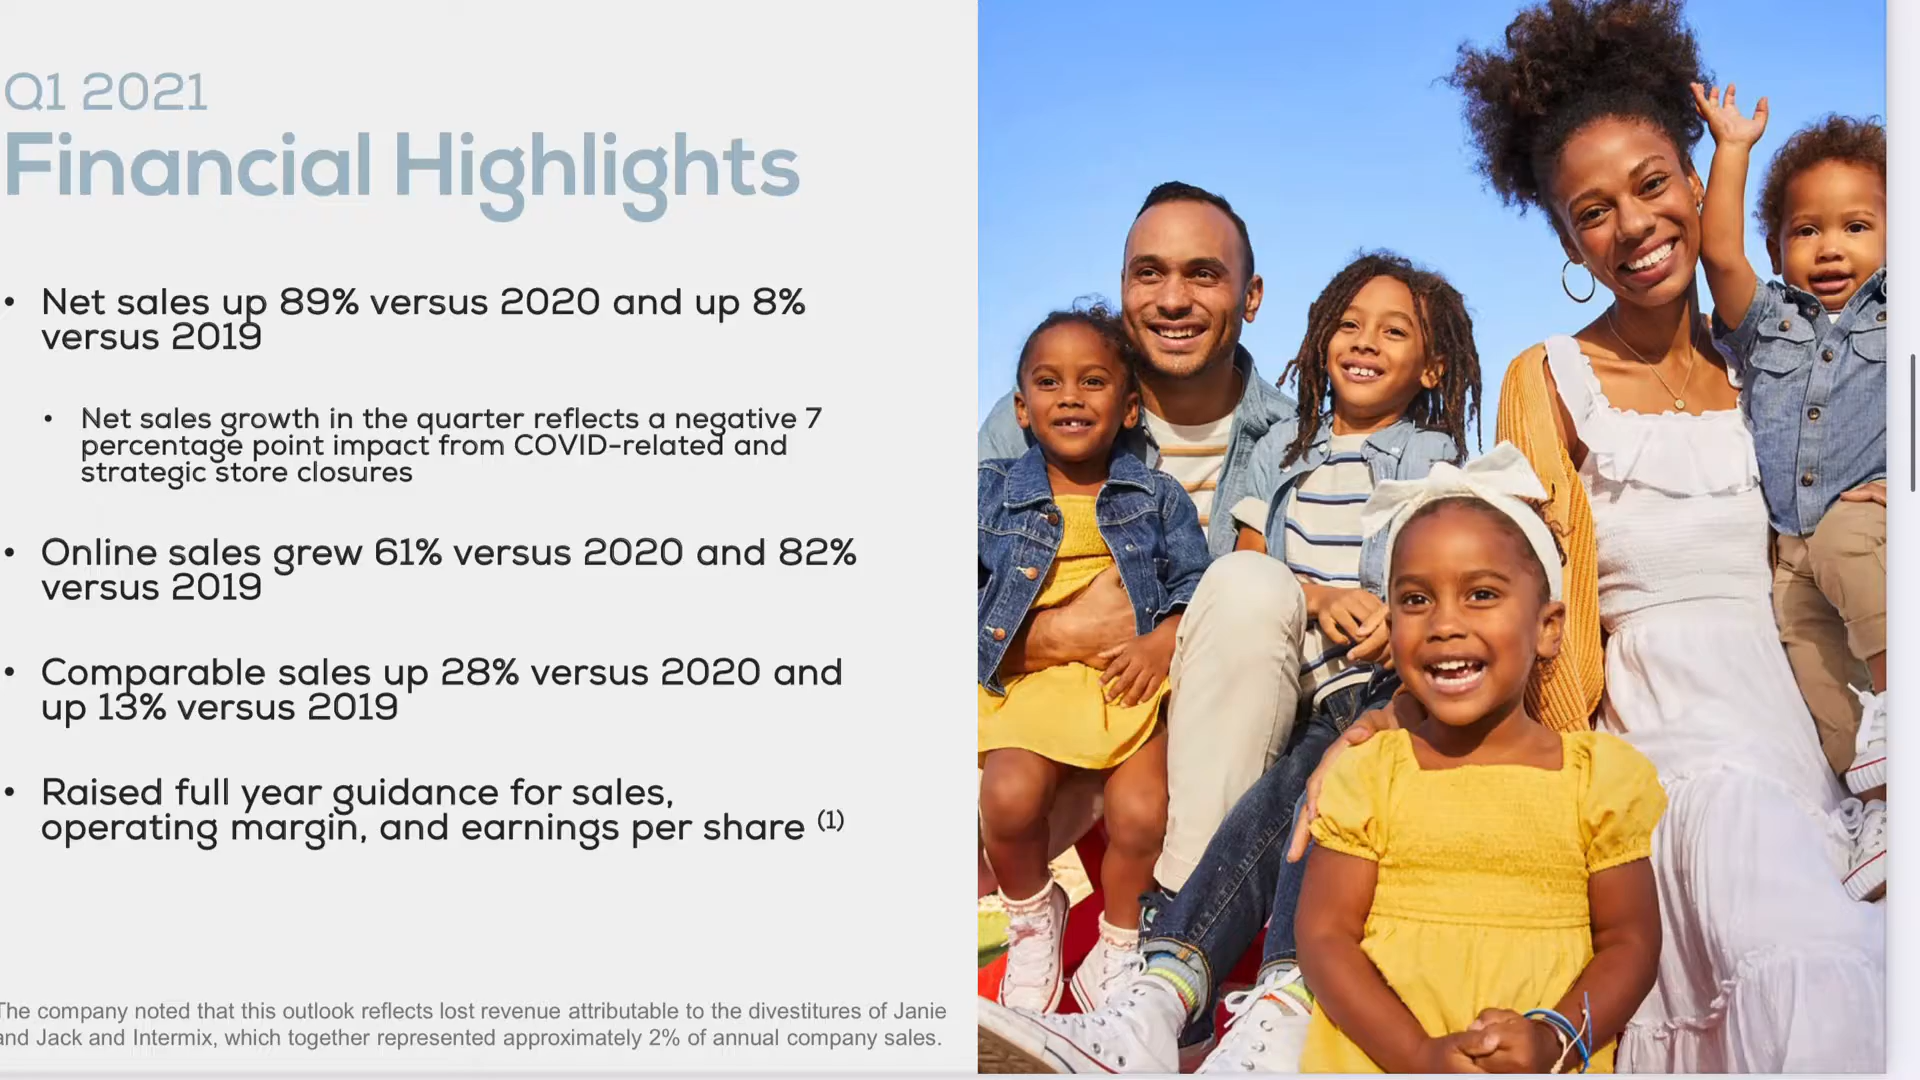 Q1 2021
Financial Highlights
• Net sales up 89% versus 2020 and up 8%
versus 2019
• Net sales growth in the quarter reflects a negative 7
percentage point impact from COVID-related and
strategic store closures
• Online sales grew 61% versus 2020 and 82%
versus 2019
• Comparable sales up 28% versus 2020 and
up 13% versus 2019
• Raised full year guidance for sales,
operating margin, and earnings per share (1)
The company noted that this outlook reflects lost revenue attributable to the divestitures of Janie
and Jack and Intermix, which together represented approximately 2% of annual company sales.